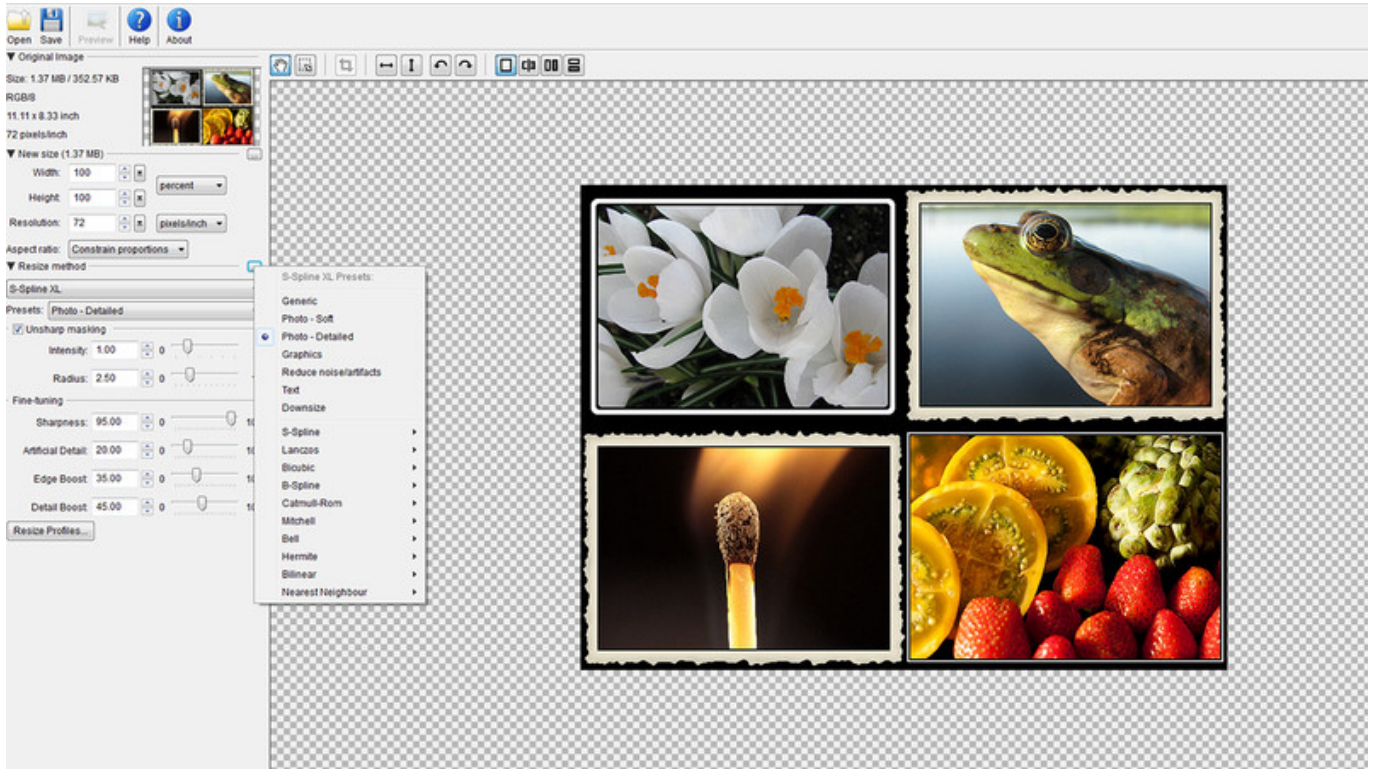 Open Save Preview Help About
▼ Original Image
Size: 1.37 MB / 352.57 KB
RGB/8
11.11 x 8.33 inch
72 pixels/inch
▼ New size (1.37 MB)
...
Width: 100
percent
Height: 100
Resolution: 72 pixels/inch
Aspect ratio: Constrain proportions
▼ Resize method
S-Spline XL
Presets: Photo - Detailed
Unsharp masking
Intensity: 1.00 0
Radius: 2.50 0
Fine-tuning
Sharpness: 95.00 0
Artificial Detail: 20.00 0
Edge Boost: 35.00 0
Detail Boost: 45.00 0
Resize Profiles...
S-Spline XL Presets:
Generic
Photo - Soft
Photo - Detailed
Graphics
Reduce noise/artifacts
Text
Downsize
S-Spline
Lanczos
Bicubic
B-Spline
Catmull-Rom
Mitchell
Bell
Hermite
Bilinear
Nearest Neighbour